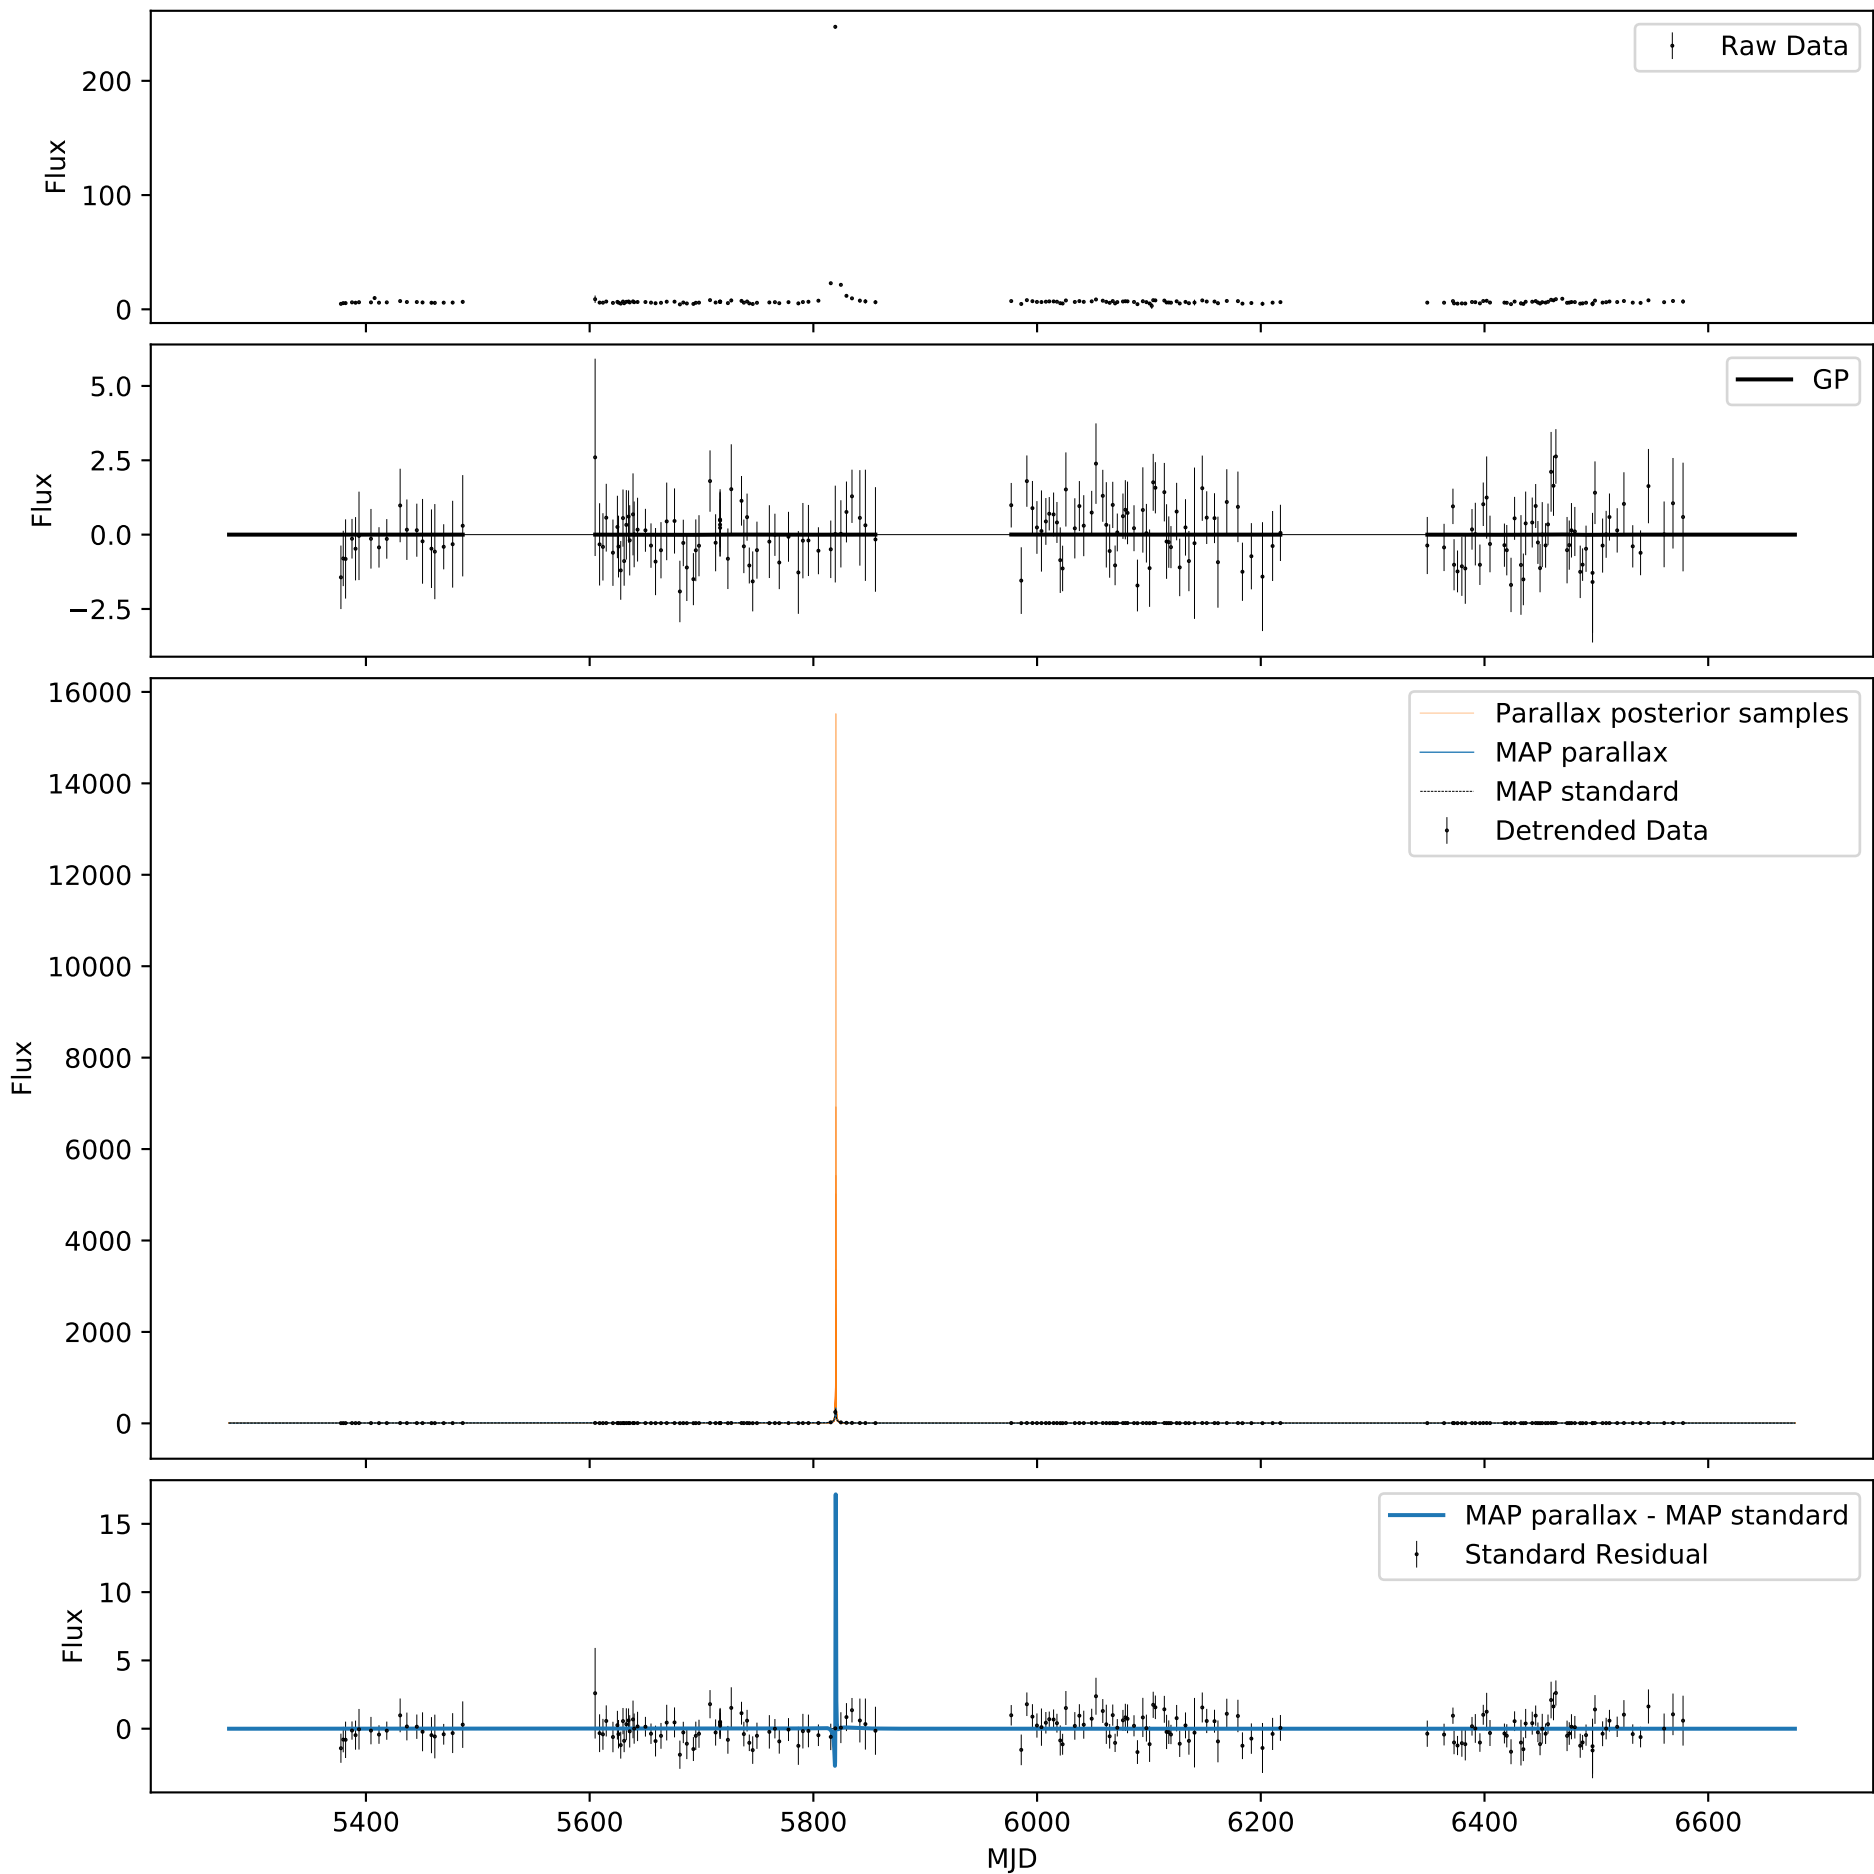 Raw Data
Flux
200
100
0
GP
Flux
5.0
2.5
0.0
−2.5
Parallax posterior samples
MAP parallax
MAP standard
Detrended Data
Flux
16000
14000
12000
10000
8000
6000
4000
2000
0
MAP parallax - MAP standard
Standard Residual
Flux
15
10
5
0
5400 5600 5800 6000 6200 6400 6600
MJD